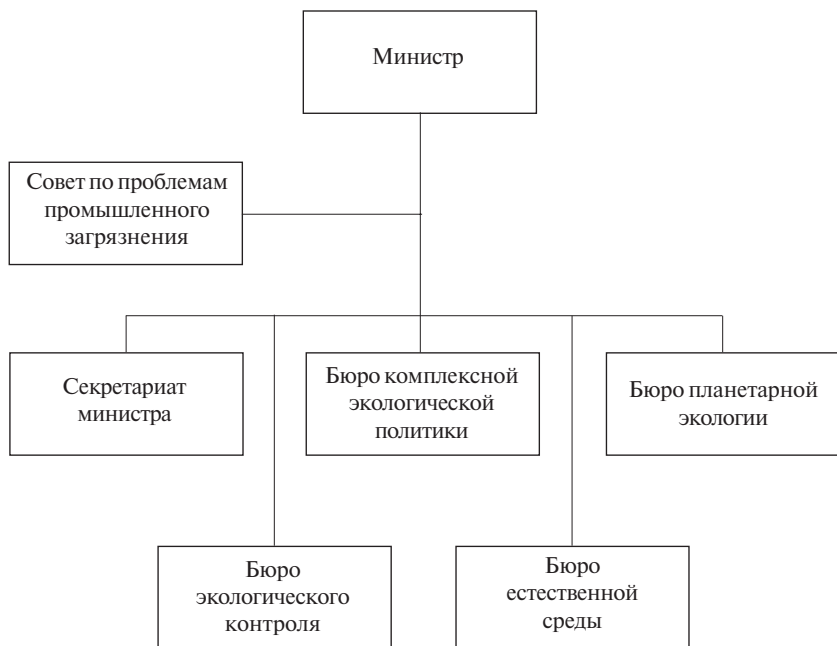 Министр
Совет по проблемам
промышленного
загрязнения
Секретариат
министра
Бюро комплексной
экологической
политики
Бюро планетарной
экологии
Бюро
экологического
контроля
Бюро
естественной
среды